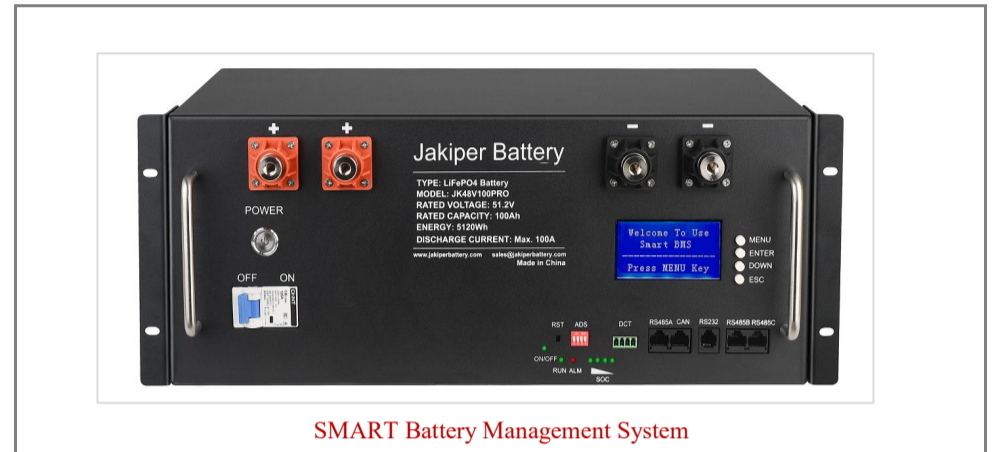 + + - -
Jakiper Battery
TYPE: LiFePO4 Battery
MODEL: JK48V100PRO
RATED VOLTAGE: 51.2V
RATED CAPACITY: 100Ah
ENERGY: 5120Wh
DISCHARGE CURRENT: Max. 100A
www.jakiperbattery.com sales@jakiperbattery.com
Made in China
POWER
OFF ON
Welcome To Use
Smart BMS
Press MENU Key
MENU
ENTER
DOWN
ESC
RST ADS DCT RS485A CAN RS232 RS485B RS485C
ON/OFF
RUN ALM
SOC
SMART Battery Management System